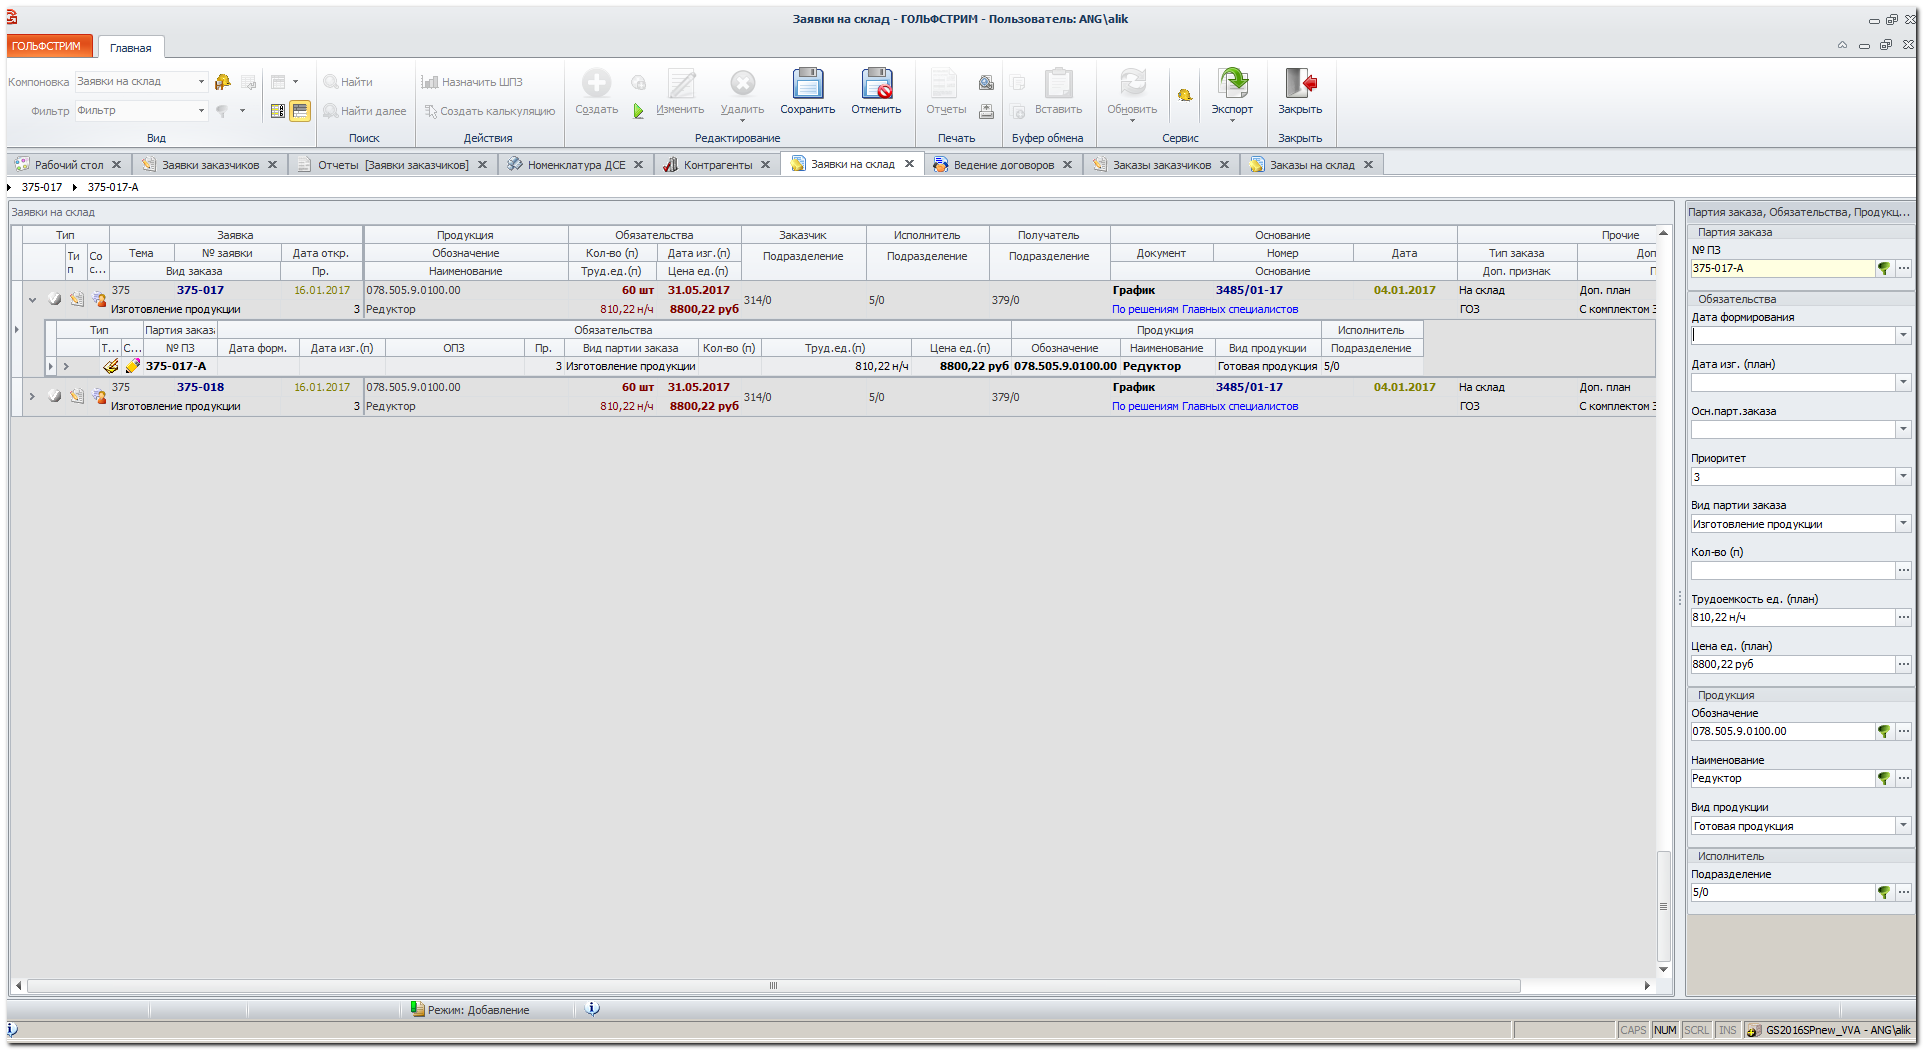 Заявки на склад - ГОЛЬФСТРИМ - Пользователь: ANG\alik
ГОЛЬФСТРИМ Главная
Компоновка Заявки на склад
Фильтр Фильтр
Вид
Найти
Найти далее
Поиск
Назначить ШПЗ
Создать калькуляцию
Действия
Создать Изменить Удалить Сохранить Отменить
Редактирование
Отчеты
Печать
Вставить
Буфер обмена
Обновить
Сервис
Экспорт
Закрыть
Закрыть
Рабочий стол Заявки заказчиков Отчеты [Заявки заказчиков] Номенклатура ДСЕ Контрагенты Заявки на склад Ведение договоров Заказы заказчиков Заказы на склад
375-017 375-017-А
Заявки на склад
Тип Заявка Продукция Обязательства Заказчик Исполнитель Получатель Основание Прочие
Ти п Со с... Тема № заявки Дата откр. Обозначение Кол-во (п) Дата изг.(п) Подразделение Подразделение Подразделение Документ Номер Дата Тип заказа Доп
Вид заказа Пр. Наименование Труд.ед.(п) Цена ед.(п) Основание Доп. признак
375 375-017 16.01.2017 078.505.9.0100.00 60 шт 31.05.2017 314/0 5/0 379/0 График 3485/01-17 04.01.2017 На склад Доп. план
Изготовление продукции 3 Редуктор 810,22 н/ч 8800,22 руб По решениям Главных специалистов ГОЗ С комплектом З
Тип Партия заказа Обязательства Продукция Исполнитель
Т... С... № ПЗ Дата форм. Дата изг.(п) ОПЗ Пр. Вид партии заказа Кол-во (п) Труд.ед.(п) Цена ед.(п) Обозначение Наименование Вид продукции Подразделение
375-017-А 3 Изготовление продукции 810,22 н/ч 8800,22 руб 078.505.9.0100.00 Редуктор Готовая продукция 5/0
375 375-018 16.01.2017 078.505.9.0100.00 60 шт 31.05.2017 314/0 5/0 379/0 График 3485/01-17 04.01.2017 На склад Доп. план
Изготовление продукции 3 Редуктор 810,22 н/ч 8800,22 руб По решениям Главных специалистов ГОЗ С комплектом З
Партия заказа, Обязательства, Продукц...
Партия заказа
№ ПЗ
375-017-А
Обязательства
Дата формирования
Дата изг. (план)
Осн.парт.заказа
Приоритет
3
Вид партии заказа
Изготовление продукции
Кол-во (п)
Трудоемкость ед. (план)
810,22 н/ч
Цена ед. (план)
8800,22 руб
Продукция
Обозначение
078.505.9.0100.00
Наименование
Редуктор
Вид продукции
Готовая продукция
Исполнитель
Подразделение
5/0
Режим: Добавление
CAPS NUM SCRL INS GS2016SPnew_VVA - ANG\alik